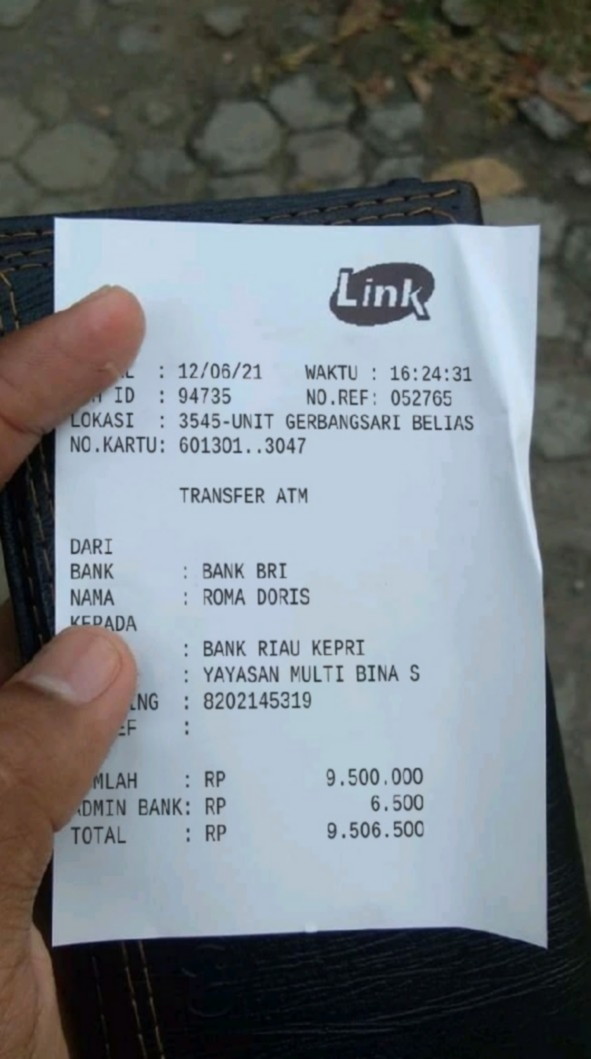 Link
: 12/06/21 WAKTU : 16:24:31
ID : 94735 NO.REF: 052765
LOKASI : 3545-UNIT GERBANGSARI BELIAS
NO.KARTU: 601301..3047
TRANSFER ATM
DARI
BANK : BANK BRI
NAMA : ROMA DORIS
KEPADA
: BANK RIAU KEPRI
: YAYASAN MULTI BINA S
: 8202145319
:
: RP 9.500.000
ADMIN BANK: RP 6.500
TOTAL : RP 9.506.500